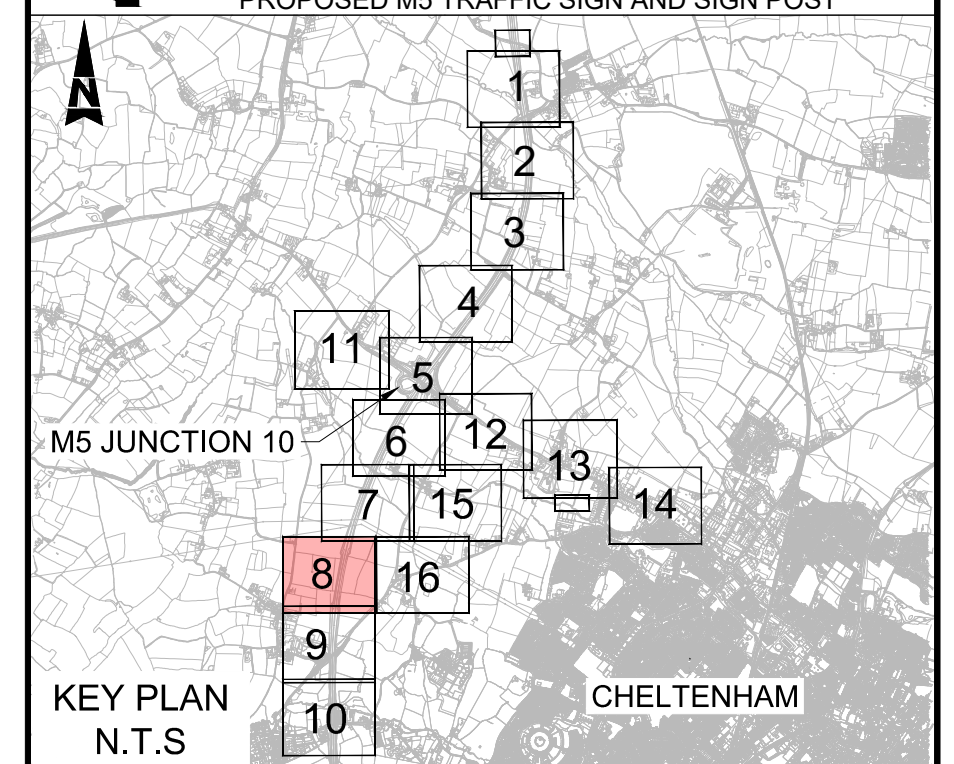 PROPOSED M5 TRAFFIC SIGN AND SIGN POST
N
1
2
3
4
11
5
M5 JUNCTION 10
6
12
13
7
15
14
8
16
9
KEY PLAN
N.T.S
CHELTENHAM
10